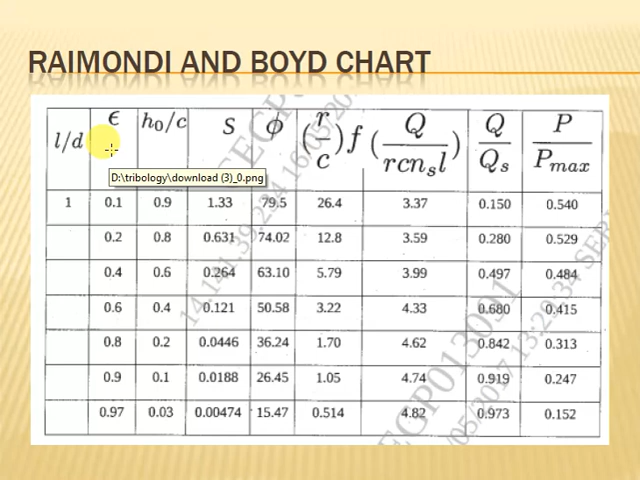 RAIMONDI AND BOYD CHART
l/d ϵ h₀/c S ϕ (r/c)f (Q/rcnₛl) Q/Qₛ P/Pₘₐₓ
D:\tribology\download (3)_0.png
1 0.1 0.9 1.33 79.5 26.4 3.37 0.150 0.540
0.2 0.8 0.631 74.02 12.8 3.59 0.280 0.529
0.4 0.6 0.264 63.10 5.79 3.99 0.497 0.484
0.6 0.4 0.121 50.58 3.22 4.33 0.680 0.415
0.8 0.2 0.0446 36.24 1.70 4.62 0.842 0.313
0.9 0.1 0.0188 26.45 1.05 4.74 0.919 0.247
0.97 0.03 0.00474 15.47 0.514 4.82 0.973 0.152